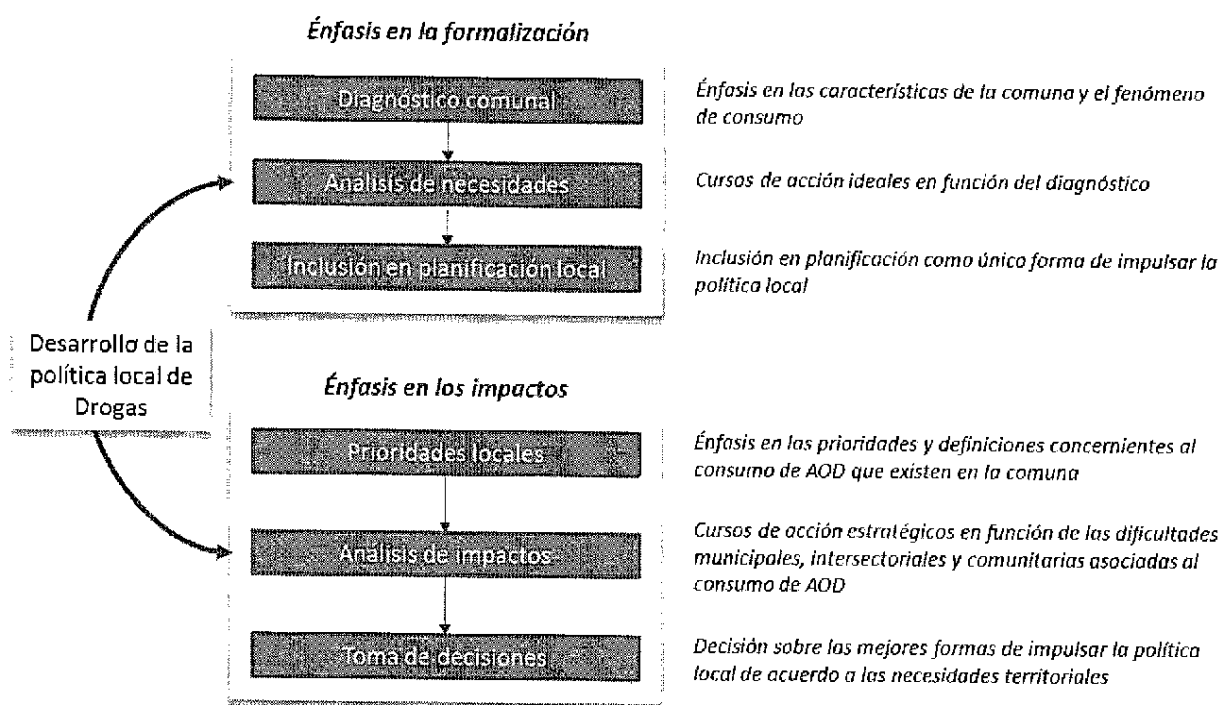 Énfasis en la formalización
Diagnóstico comunal
Énfasis en las características de la comuna y el fenómeno
de consumo
Análisis de necesidades
Cursos de acción ideales en función del diagnóstico
Inclusión en planificación local
Inclusión en planificación como única forma de impulsar la
política local
Desarrollo de la
política local de
Drogas
Énfasis en los impactos
Prioridades locales
Énfasis en las prioridades y definiciones concernientes al
consumo de AOD que existen en la comuna
Análisis de impactos
Cursos de acción estratégicos en función de las dificultades
municipales, intersectoriales y comunitarias asociadas al
consumo de AOD
Toma de decisiones
Decisión sobre las mejores formas de impulsar la política
local de acuerdo a las necesidades territoriales